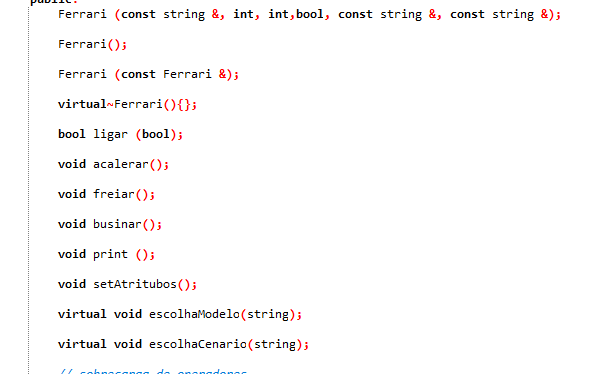 public:
Ferrari (const string &, int, int,bool, const string &, const string &);
Ferrari();
Ferrari (const Ferrari &);
virtual~Ferrari(){};
bool ligar (bool);
void acalerar();
void freiar();
void businar();
void print ();
void setAtritubos();
virtual void escolhaModelo(string);
virtual void escolhaCenario(string);
// sobrecarga de